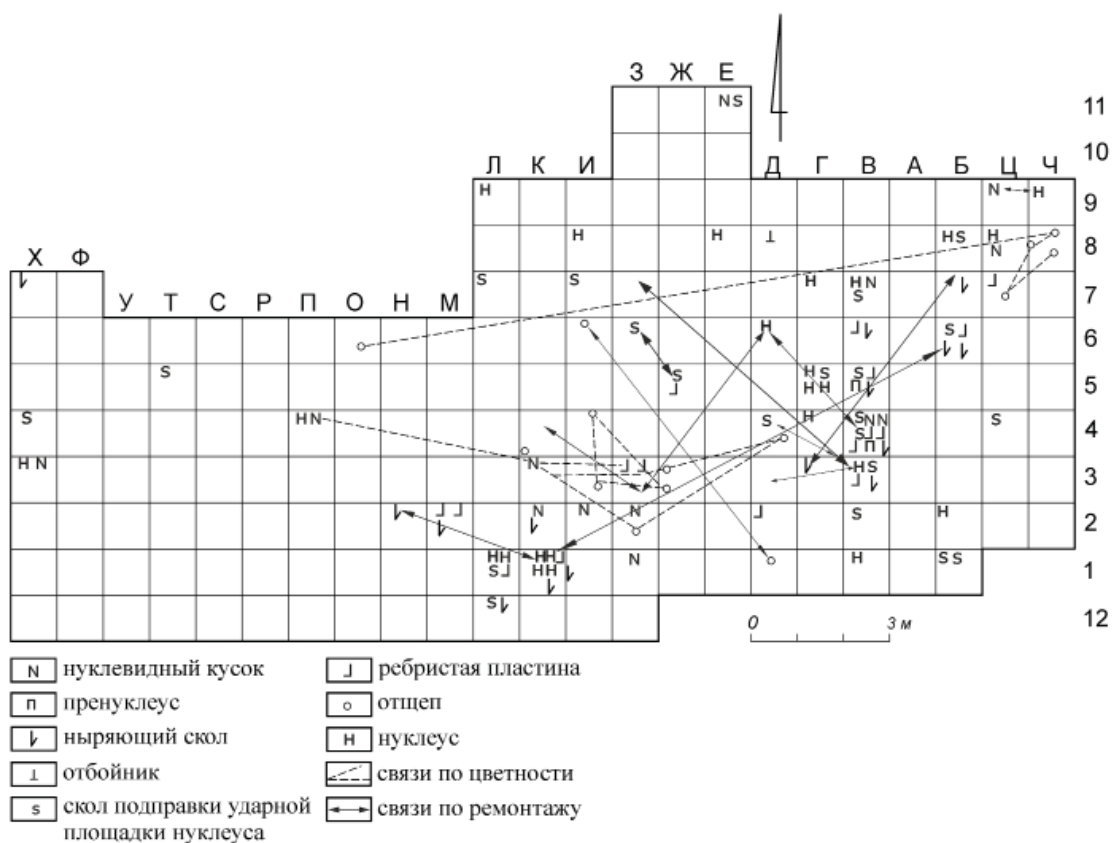 З Ж Е
N S 11
10
Л К И Д Г В А Б Ц Ч
H N H 9
H H ⊥ H S H N 8
Х Ф
S S H H N S 7
У Т С Р П О Н М
S H S 6
S S H S H H S П 5
S H N S H S N N S П S 4
H N N H S 3
N N N S H 2
H H S H H H H N H S S 1
S 12
0 3 м
N нуклевидный кусок
П пренуклеус
ныряющий скол
⊥ отбойник
S скол подправки ударной
площадки нуклеуса
ребристая пластина
отщеп
H нуклеус
связи по цветности
связи по ремонтажу